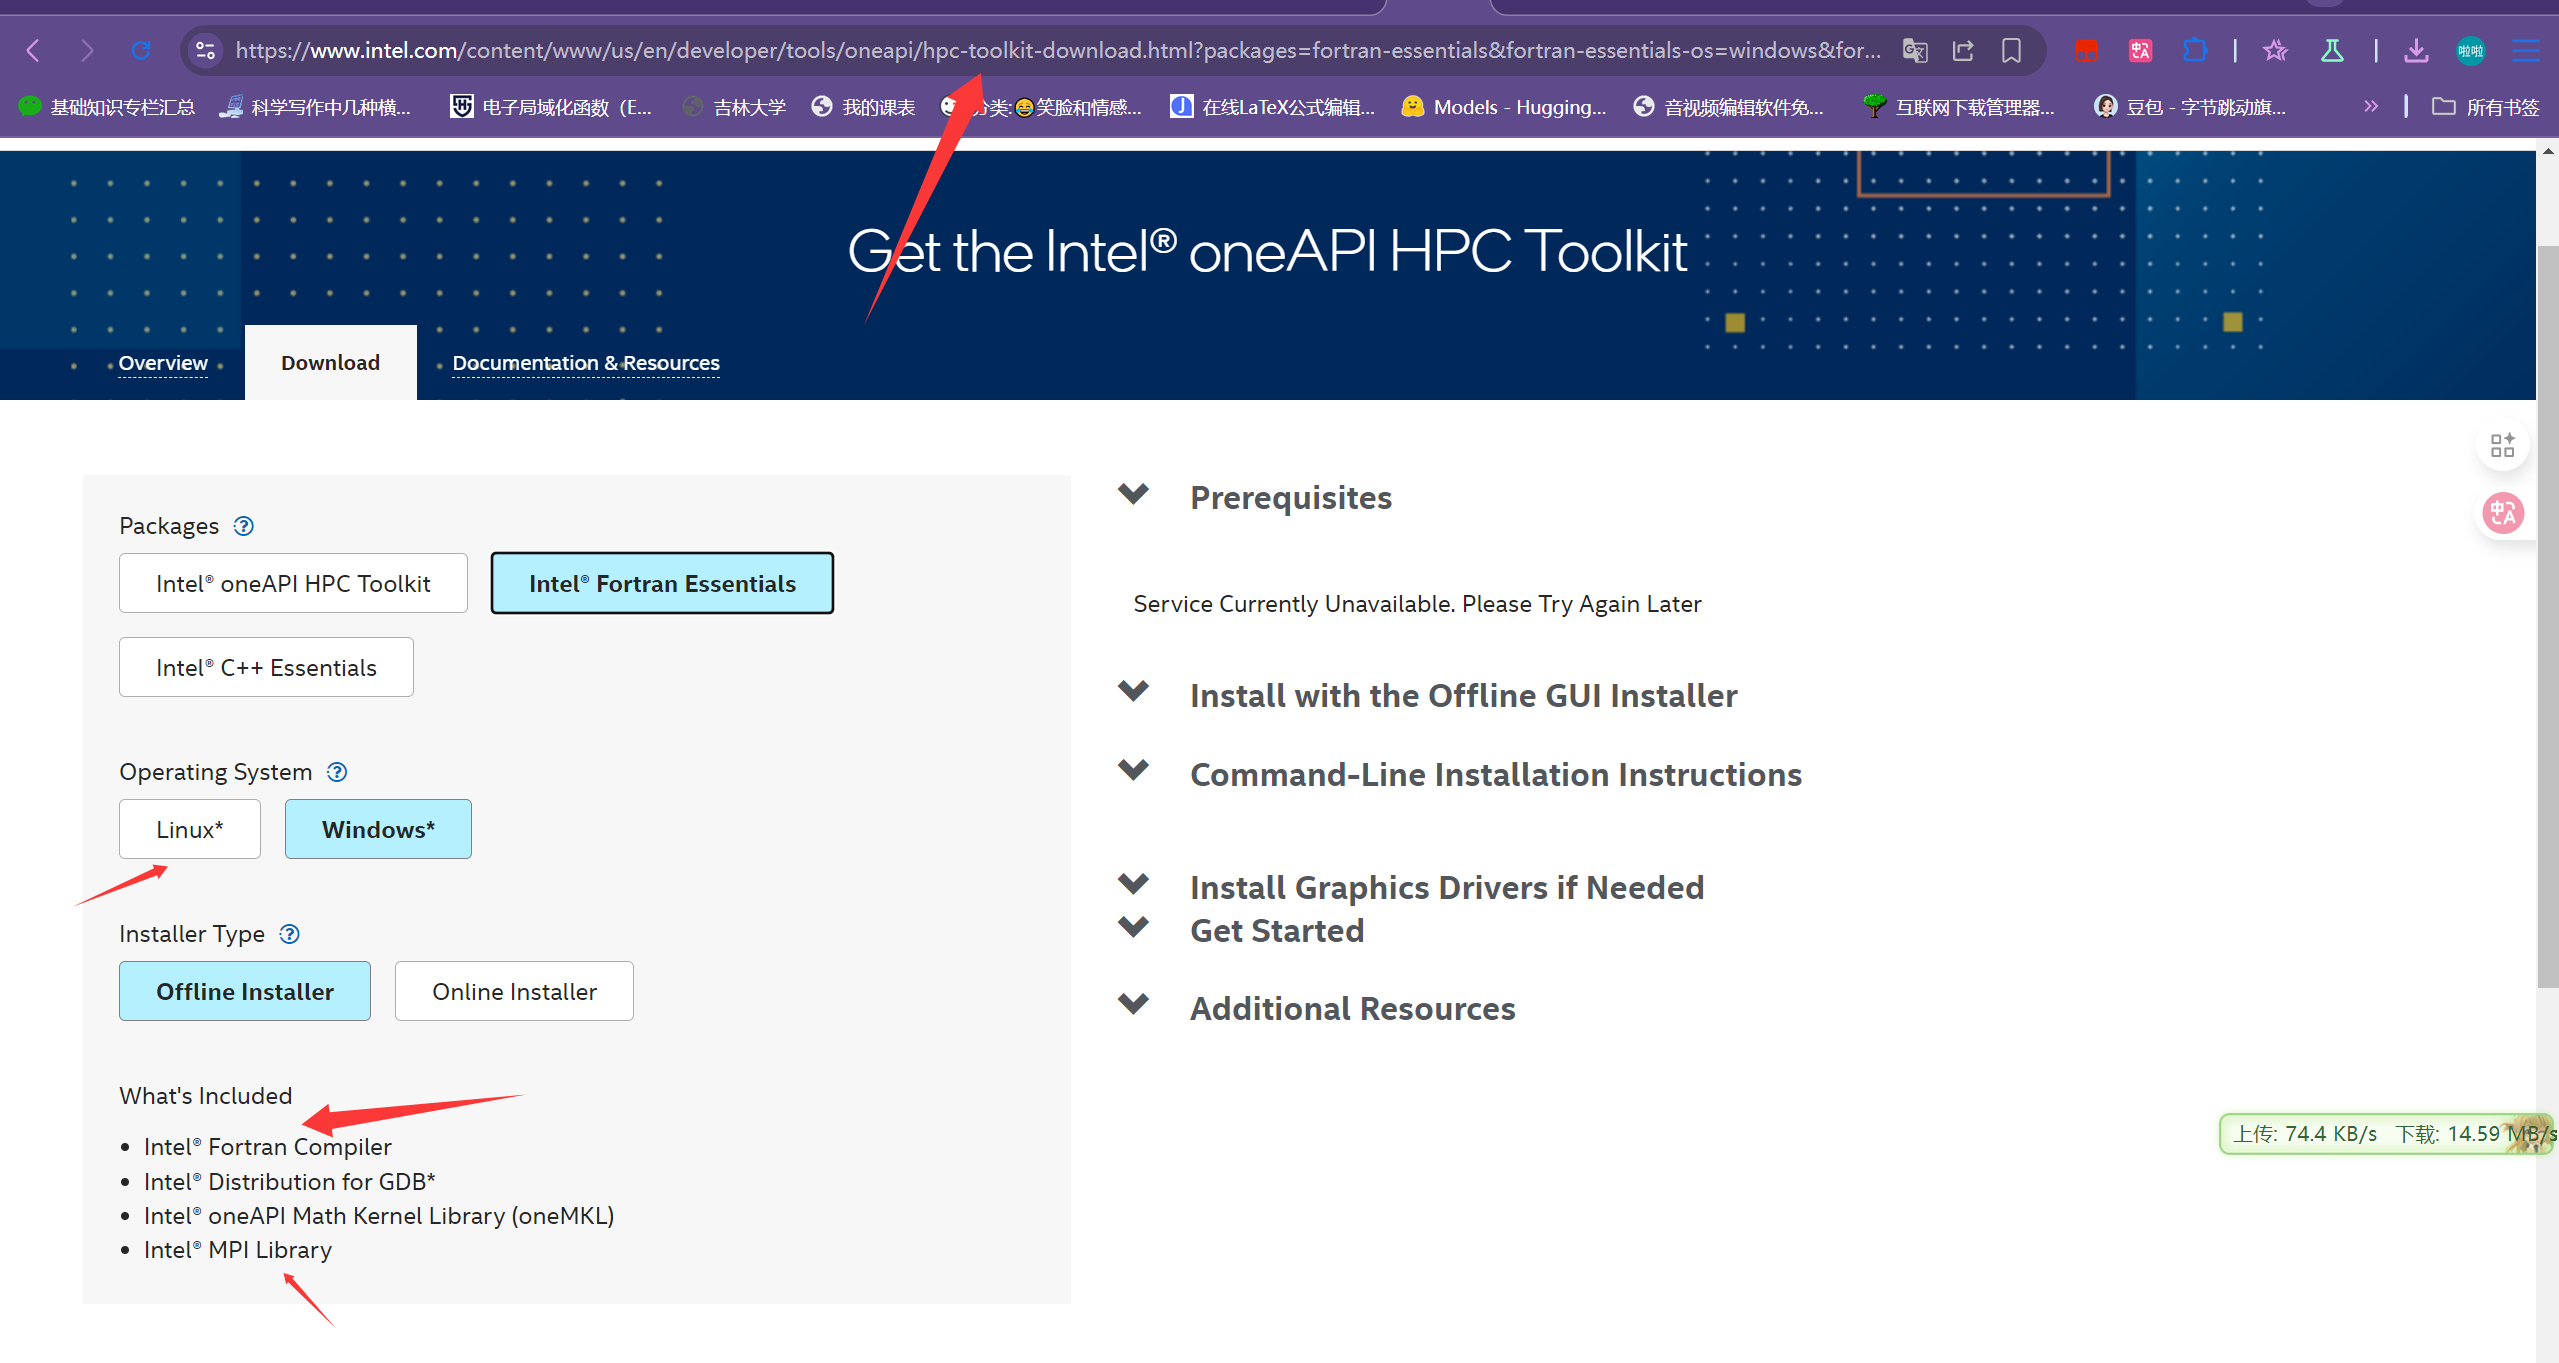 https://www.intel.com/content/www/us/en/developer/tools/oneapi/hpc-toolkit-download.html?packages=fortran-essentials&fortran-essentials-os=windows&for...
啦啦
基础知识专栏汇总 科学写作中几种横... 电子局域化函数（E... 吉林大学 我的课表 分类:😂笑脸和情感... 在线LaTeX公式编辑... Models - Hugging... 音视频编辑软件免... 互联网下载管理器... 豆包 - 字节跳动旗... » 所有书签
Get the Intel® oneAPI HPC Toolkit
Overview Download Documentation & Resources
Packages
Intel® oneAPI HPC Toolkit Intel® Fortran Essentials
Intel® C++ Essentials
Operating System
Linux* Windows*
Installer Type
Offline Installer Online Installer
What's Included
• Intel® Fortran Compiler
• Intel® Distribution for GDB*
• Intel® oneAPI Math Kernel Library (oneMKL)
• Intel® MPI Library
Prerequisites
Service Currently Unavailable. Please Try Again Later
Install with the Offline GUI Installer
Command-Line Installation Instructions
Install Graphics Drivers if Needed
Get Started
Additional Resources
上传: 74.4 KB/s 下载: 14.59 MB/s